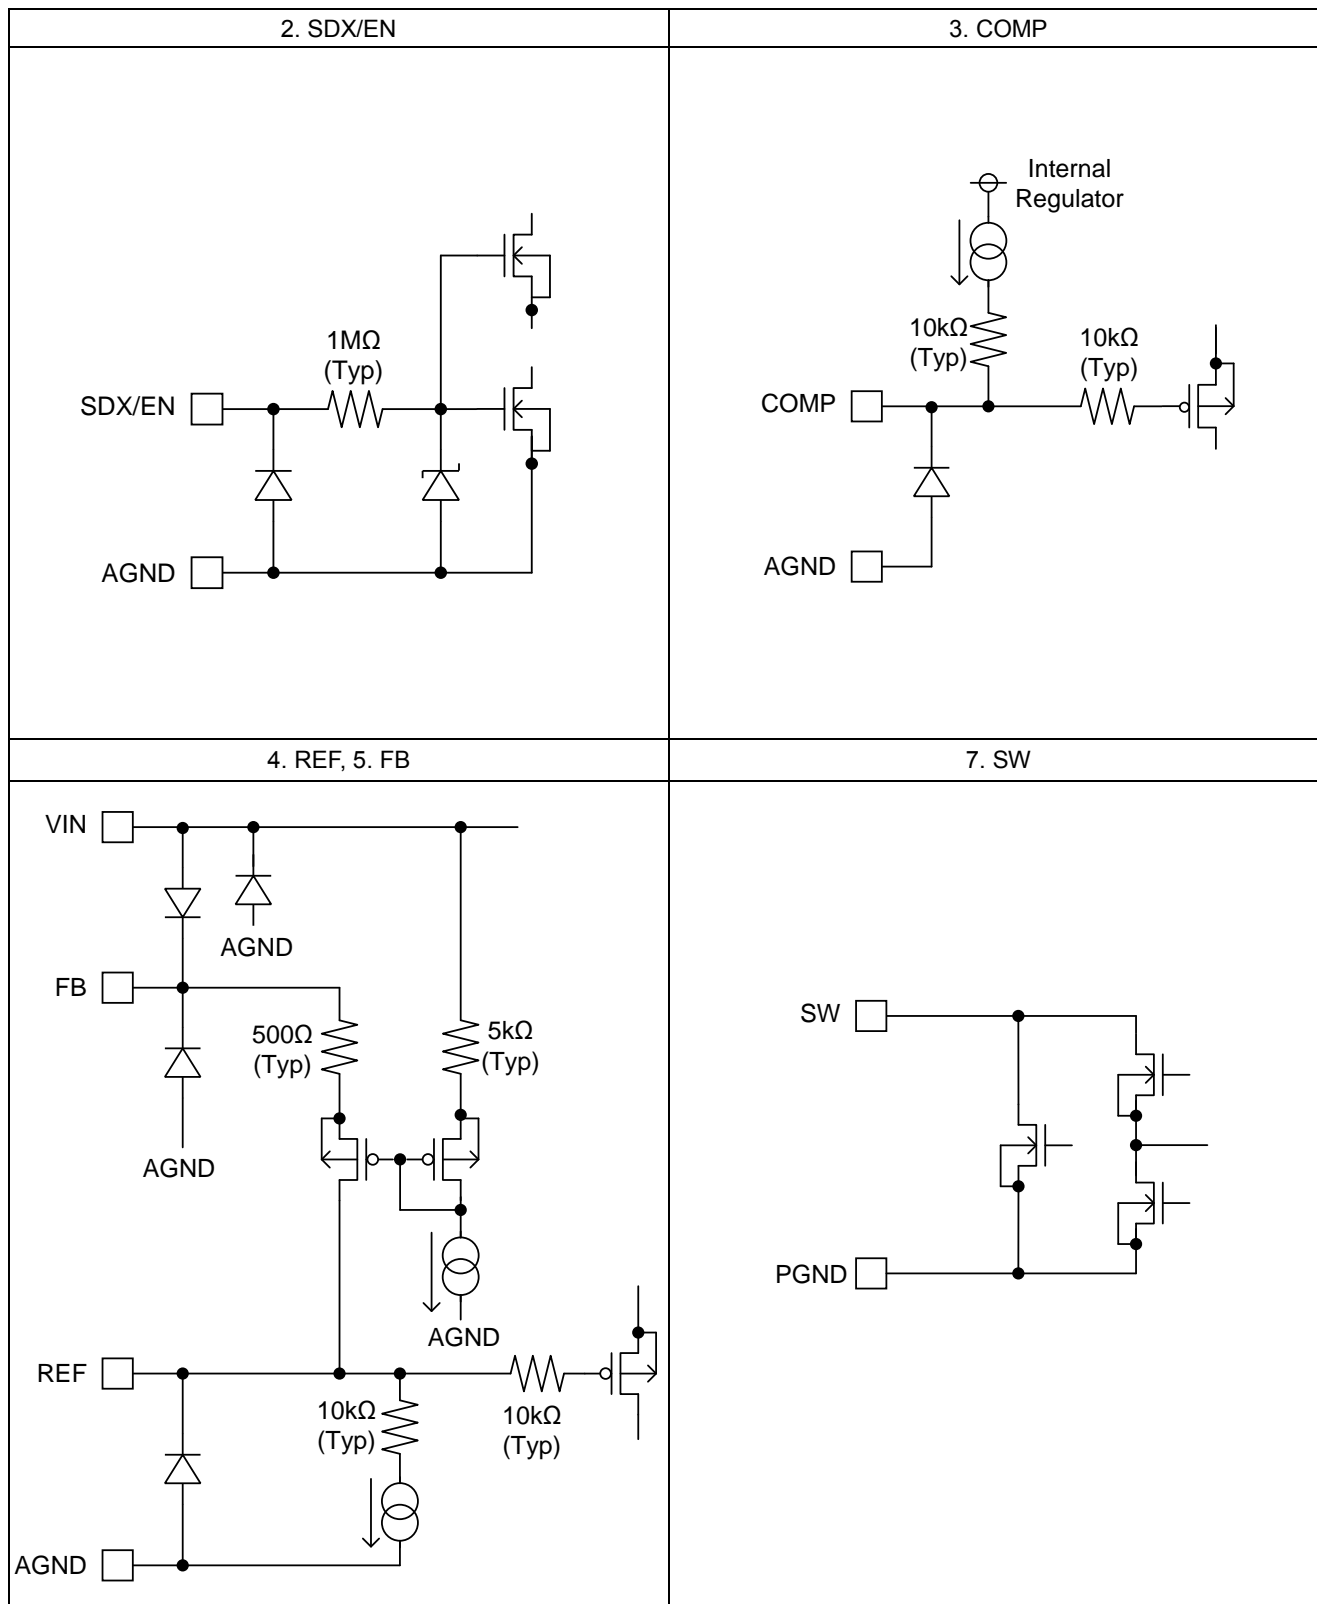 2. SDX/EN
3. COMP
1MΩ
(Typ)
SDX/EN
AGND
Internal
Regulator
10kΩ
(Typ)
10kΩ
(Typ)
COMP
AGND
4. REF, 5. FB
7. SW
VIN
AGND
FB
500Ω
(Typ)
5kΩ
(Typ)
AGND
AGND
REF
10kΩ
(Typ)
10kΩ
(Typ)
AGND
SW
PGND